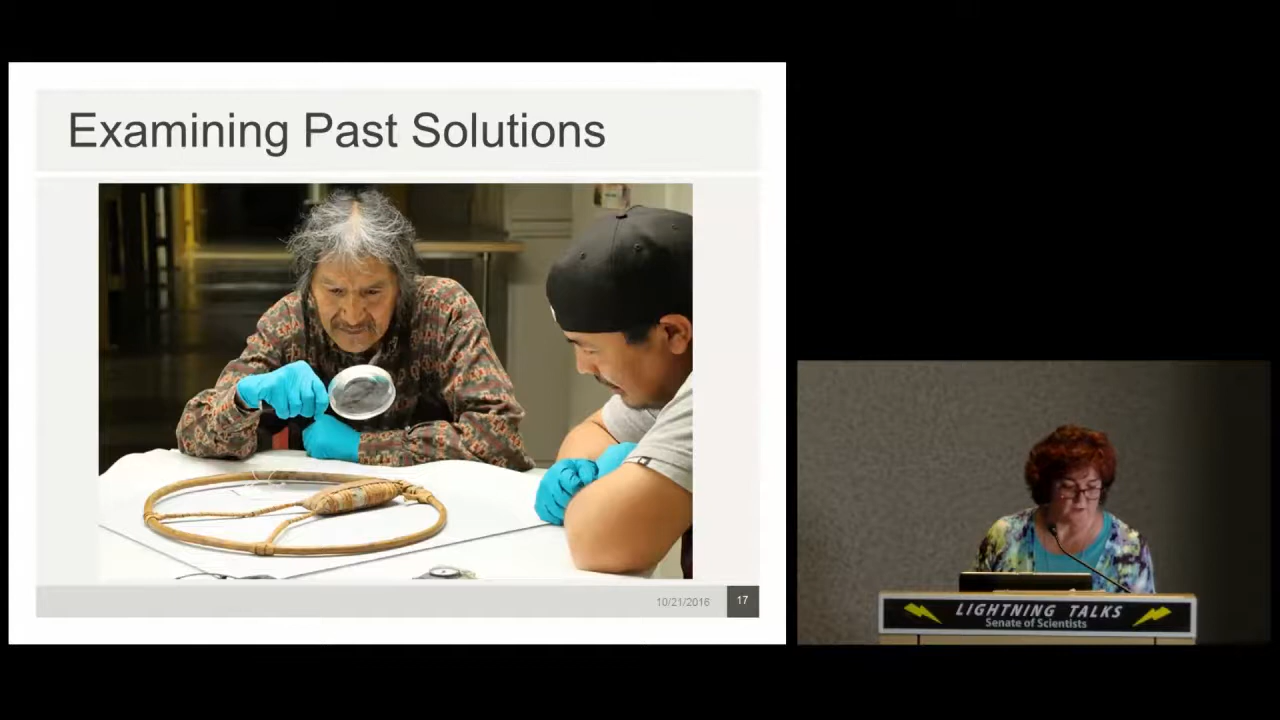 Examining Past Solutions
10/21/2016
17
LIGHTNING TALKS
Senate of Scientists